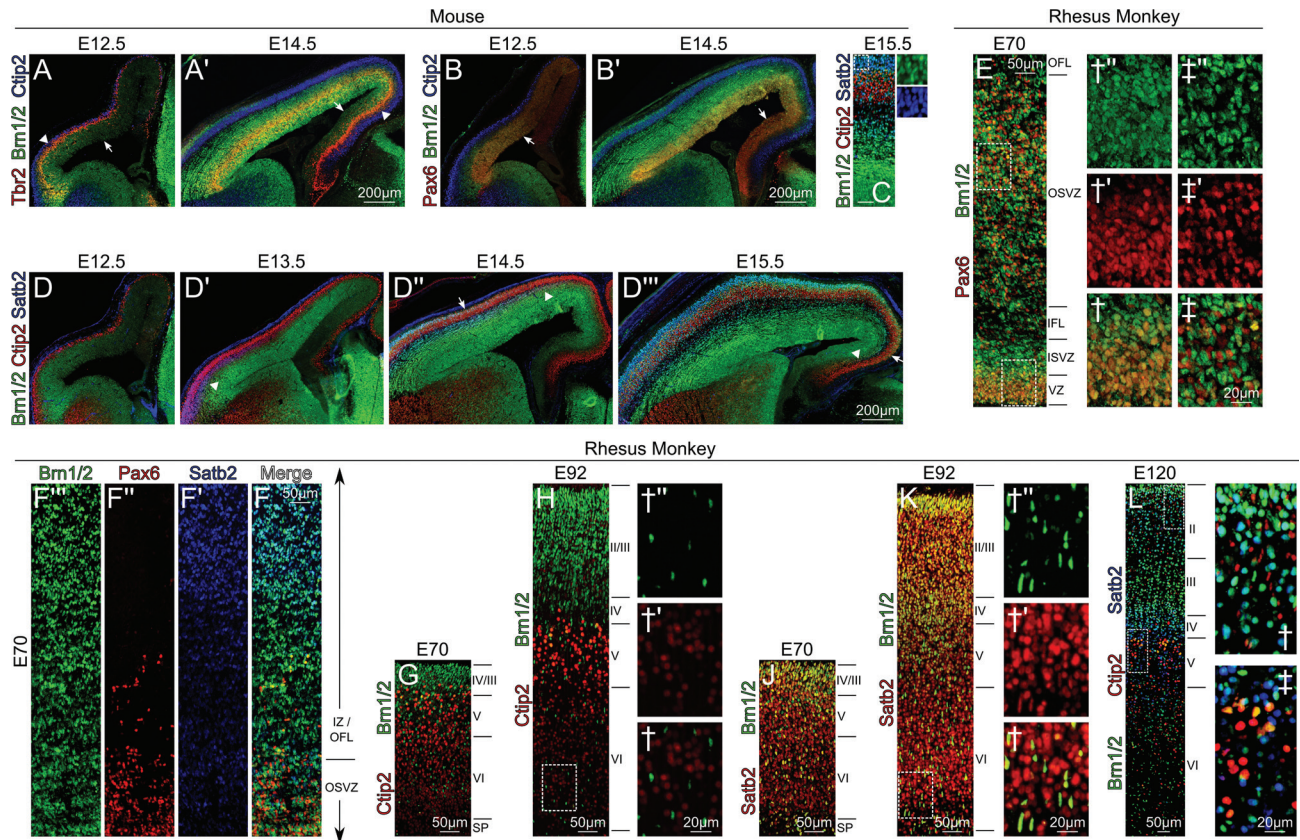 Mouse
Rhesus Monkey
E12.5
E14.5
E12.5
E14.5
E15.5
E70
A
A'
B
B'
C
E
Tbr2 Brn1/2 Ctip2
Pax6 Brn1/2 Ctip2
Brn1/2 Ctip2 Satb2
200µm
200µm
Pax6 Brn1/2
50µm
OFL
OSVZ
IFL
ISVZ
VZ
†''
‡''
†'
‡'
†
‡
20µm
E12.5
E13.5
E14.5
E15.5
D
D'
D''
D'''
Brn1/2 Ctip2 Satb2
200µm
Rhesus Monkey
Brn1/2
Pax6
Satb2
Merge
E70
F'''
F''
F'
F
50µm
IZ /
OFL
OSVZ
E70
G
Ctip2 Brn1/2
IV/III
V
VI
SP
50µm
E92
H
Ctip2 Brn1/2
II/III
IV
V
VI
50µm
†''
†'
†
20µm
E70
J
Satb2 Brn1/2
IV/III
V
VI
SP
50µm
E92
K
Satb2 Brn1/2
II/III
IV
V
VI
50µm
†''
†'
†
20µm
E120
L
Brn1/2 Ctip2 Satb2
II
III
IV
V
VI
50µm
†
‡
20µm